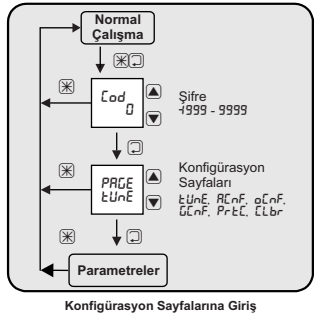 Normal
Çalışma
Cod
0
Şifre
-1999 - 9999
PAGE
tUnE
Konfigürasyon
Sayfaları
tUnE, ACnF, oCnF,
GCnF, PrtC, CLbr
Parametreler
Konfigürasyon Sayfalarına Giriş